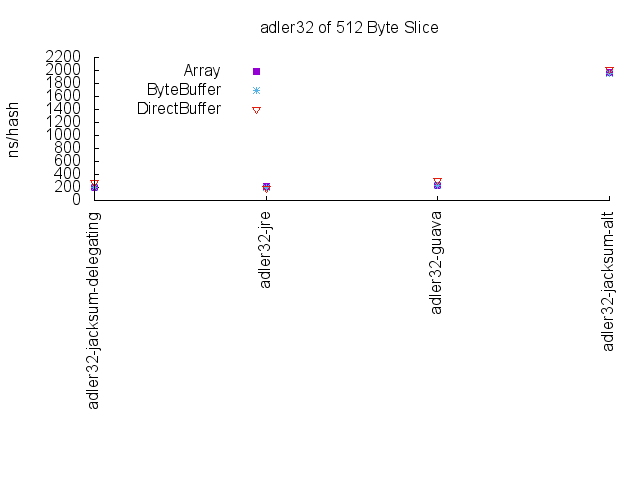 adler32 of 512 Byte Slice
ns/hash
2200
2000
1800
1600
1400
1200
1000
800
600
400
200
0
Array
ByteBuffer
DirectBuffer
adler32-jacksum-delegating
adler32-jre
adler32-guava
adler32-jacksum-alt